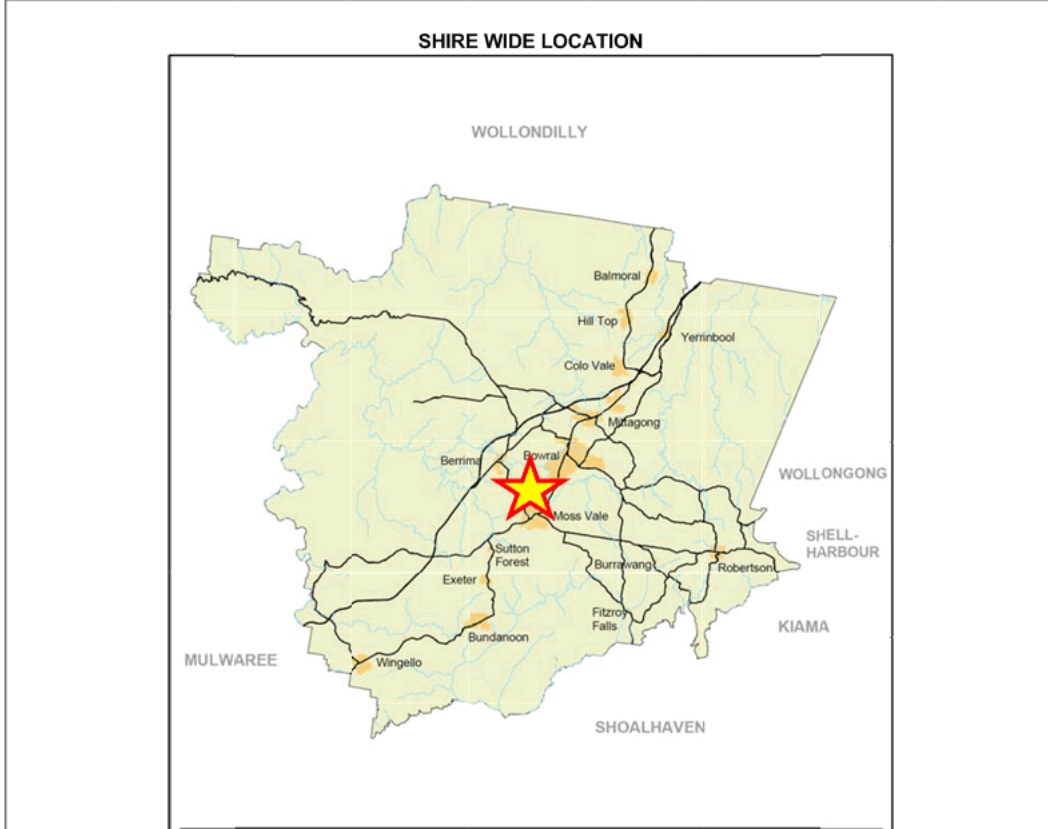 SHIRE WIDE LOCATION
WOLLONDILLY
Balmoral
Hill Top
Yerrinbool
Colo Vale
Mittagong
Bowral
Berrima
WOLLONGONG
Moss Vale
SHELL-
HARBOUR
Sutton
Forest
Burrawang
Robertson
Exeter
Fitzroy
Falls
KIAMA
Bundanoon
MULWAREE
Wingello
SHOALHAVEN